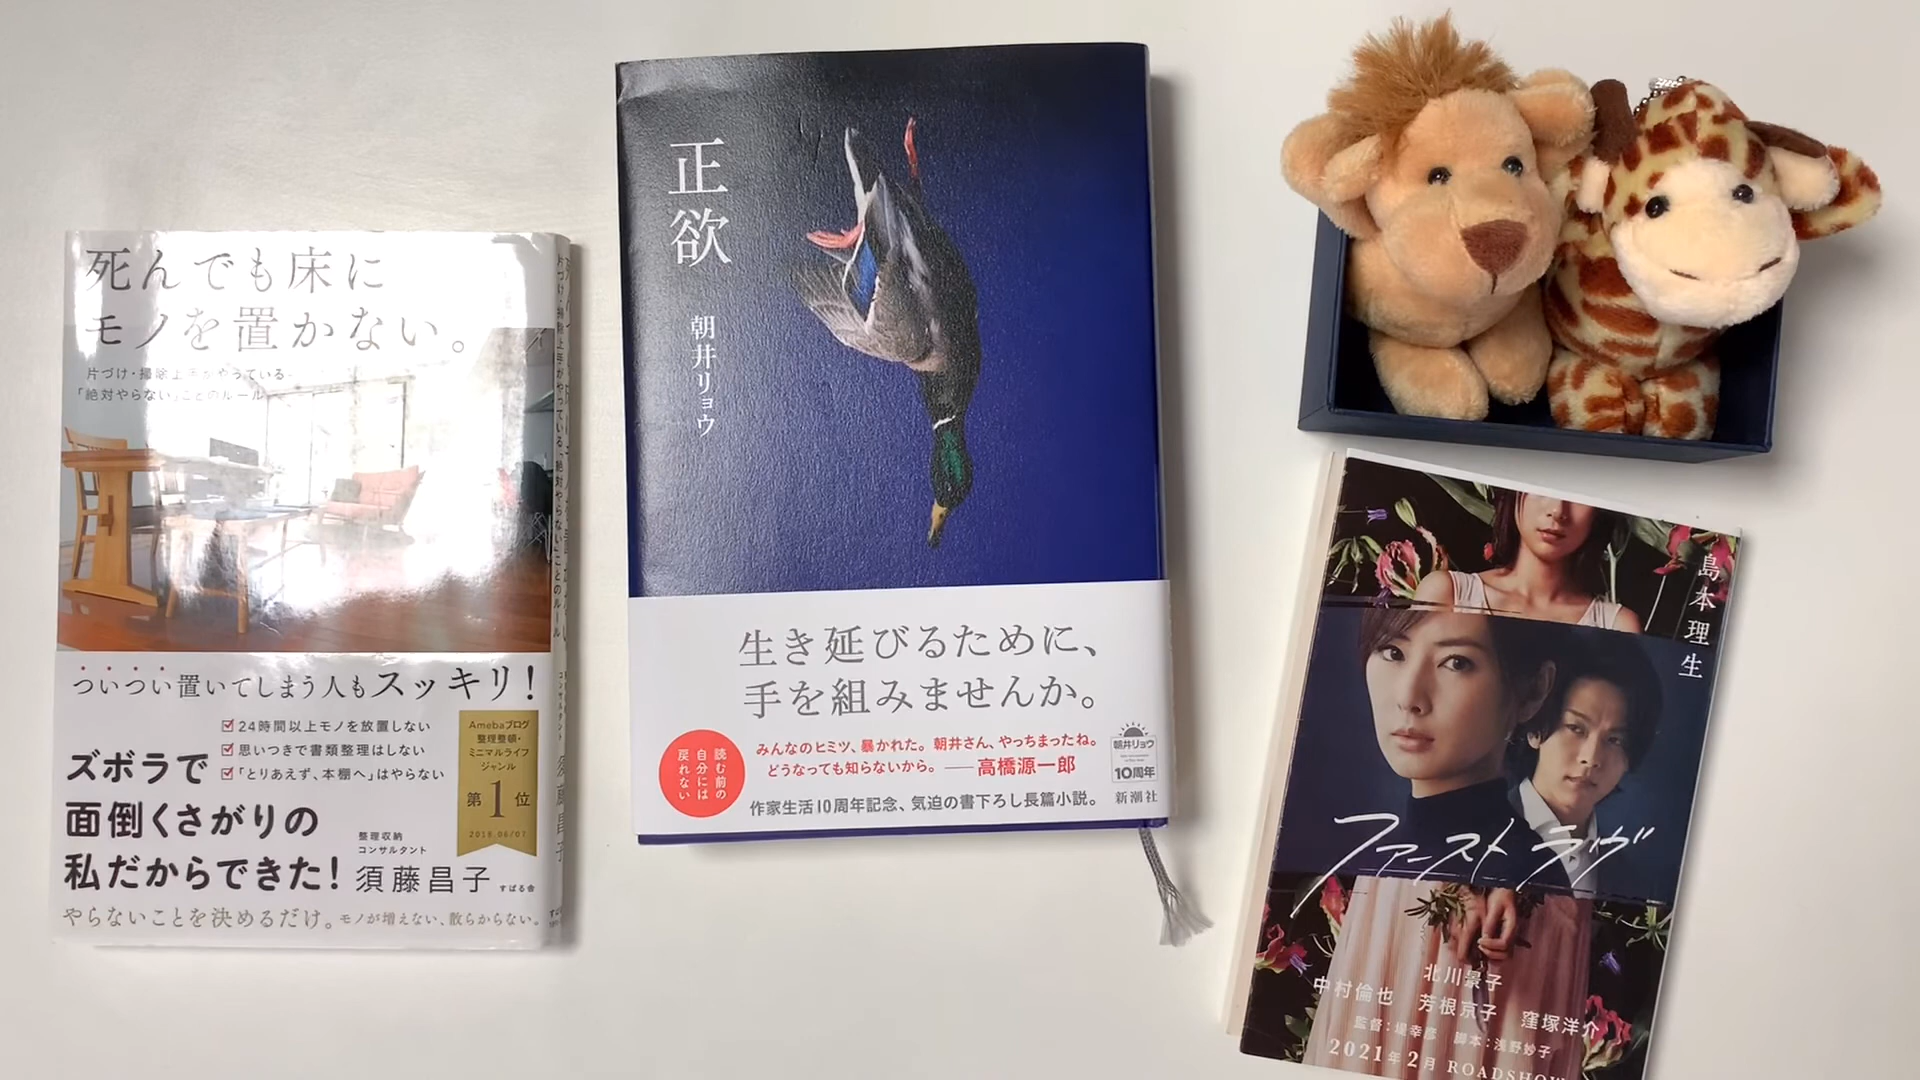 死んでも床に
モノを置かない。
片づけ・掃除上手がやっている
「絶対やらない」ことのルール
ついつい置いてしまう人もスッキリ!
24時間以上モノを放置しない
思いつきで書類整理はしない
「とりあえず、本棚へ」はやらない
ズボラで
面倒くさがりの
私だからできた!
Amebaブログ
整理整頓・
ミニマルライフ
ジャンル
第1位
2018.06/07
整理収納
コンサルタント
須藤昌子
すばる舎
やらないことを決めるだけ。モノが増えない、散らからない。
正欲
朝井リョウ
生き延びるために、
手を組みませんか。
読む前の
自分には
戻れない
みんなのヒミツ、暴かれた。朝井さん、やっちまったね。
どうなっても知らないから。——高橋源一郎
作家生活10周年記念、気迫の書下ろし長篇小説。
朝井リョウ
10周年
新潮社
島本理生
ファーストラヴ
北川景子
中村倫也 芳根京子 窪塚洋介
監督:堤幸彦 脚本:浅野妙子
2021年2月 ROADSHOW